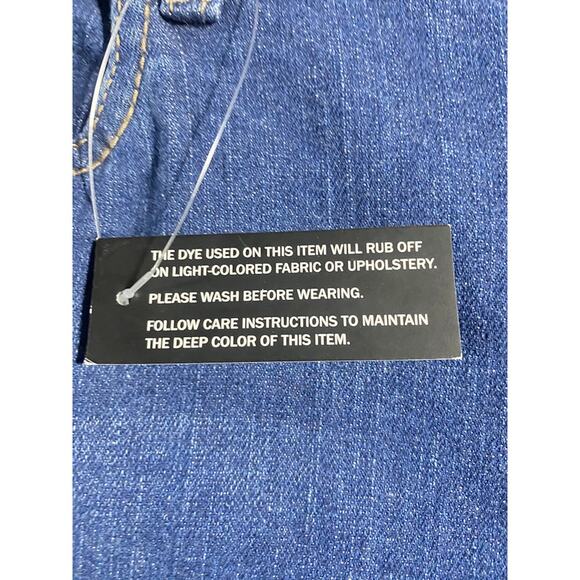 THE DYE USED ON THIS ITEM WILL RUB OFF
ON LIGHT-COLORED FABRIC OR UPHOLSTERY.
PLEASE WASH BEFORE WEARING.
FOLLOW CARE INSTRUCTIONS TO MAINTAIN
THE DEEP COLOR OF THIS ITEM.